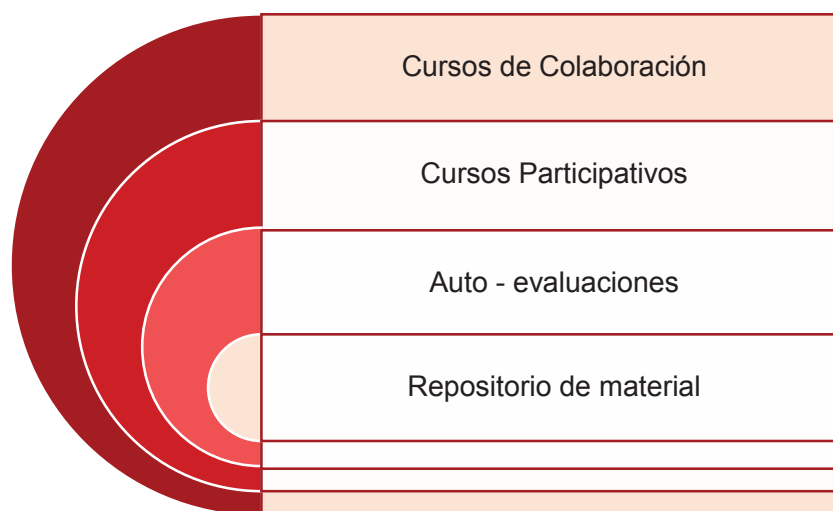 Cursos de Colaboración
Cursos Participativos
Auto - evaluaciones
Repositorio de material